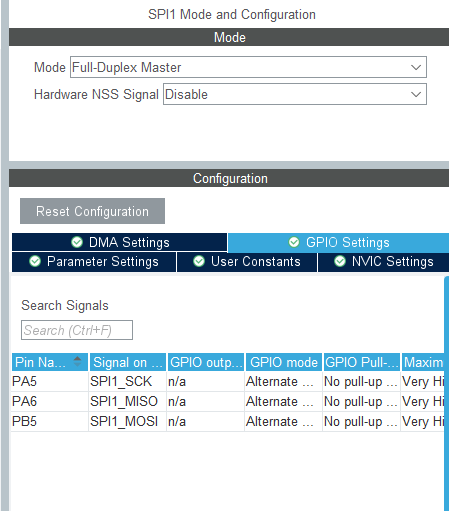 SPI1 Mode and Configuration
Mode
Mode Full-Duplex Master
Hardware NSS Signal Disable
Configuration
Reset Configuration
DMA Settings GPIO Settings
Parameter Settings User Constants NVIC Settings
Search Signals
Search (Ctrl+F)
Pin Na... Signal on ... GPIO outp... GPIO mode GPIO Pull-... Maxim
PA5 SPI1_SCK n/a Alternate ... No pull-up ... Very Hi
PA6 SPI1_MISO n/a Alternate ... No pull-up ... Very Hi
PB5 SPI1_MOSI n/a Alternate ... No pull-up ... Very Hi